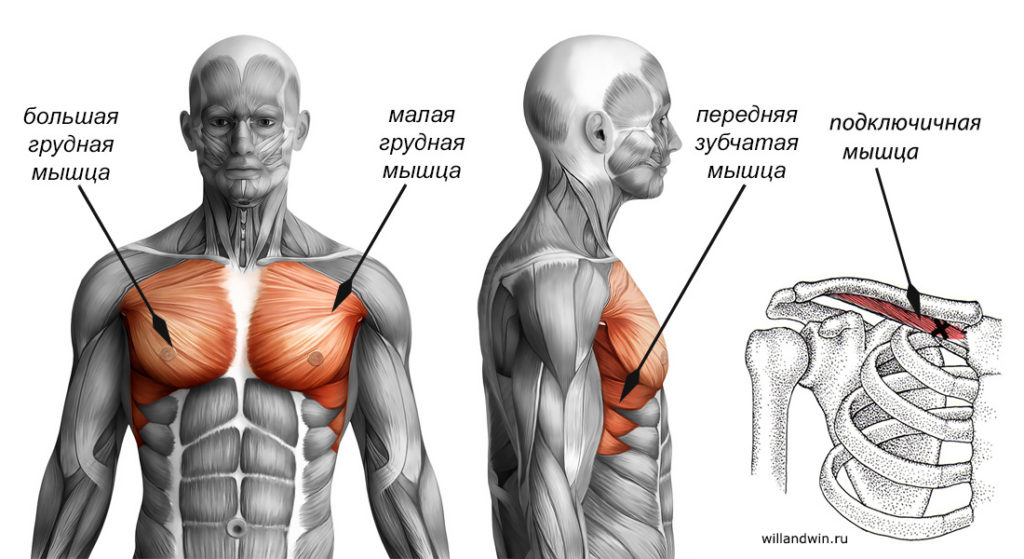 большая
грудная
мышца
малая
грудная
мышца
передняя
зубчатая
мышца
подключичная
мышца
willandwin.ru